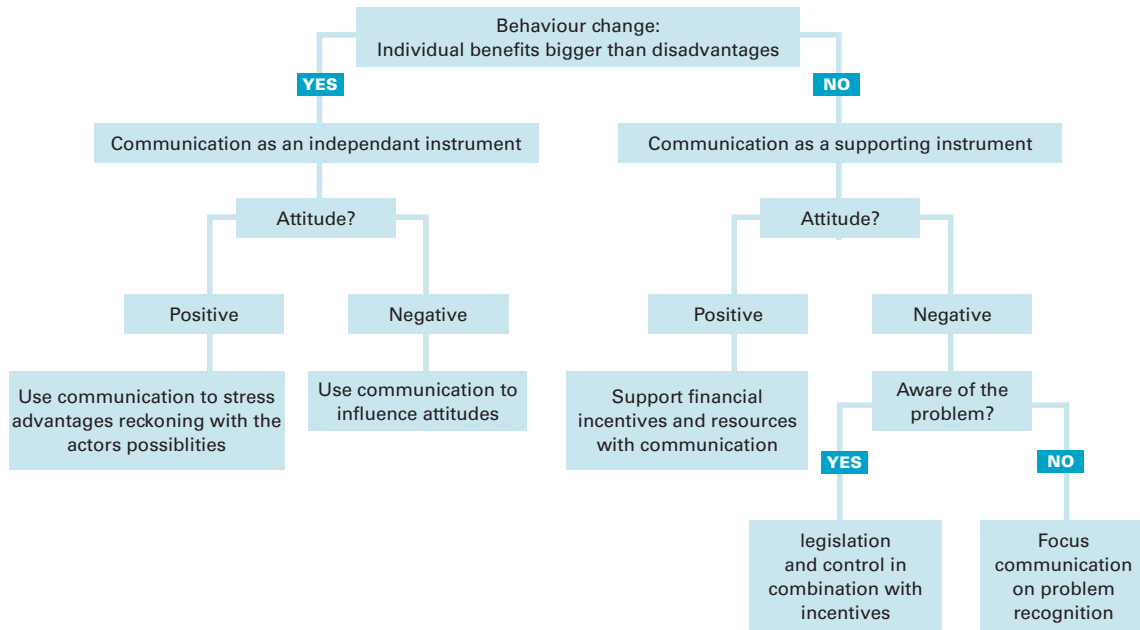 Behaviour change:
Individual benefits bigger than disadvantages
YES
NO
Communication as an independant instrument
Communication as a supporting instrument
Attitude?
Attitude?
Positive
Negative
Positive
Negative
Use communication to stress
advantages reckoning with the
actors possiblities
Use communication to
influence attitudes
Support financial
incentives and resources
with communication
Aware of the
problem?
YES
NO
legislation
and control in
combination with
incentives
Focus
communication
on problem
recognition